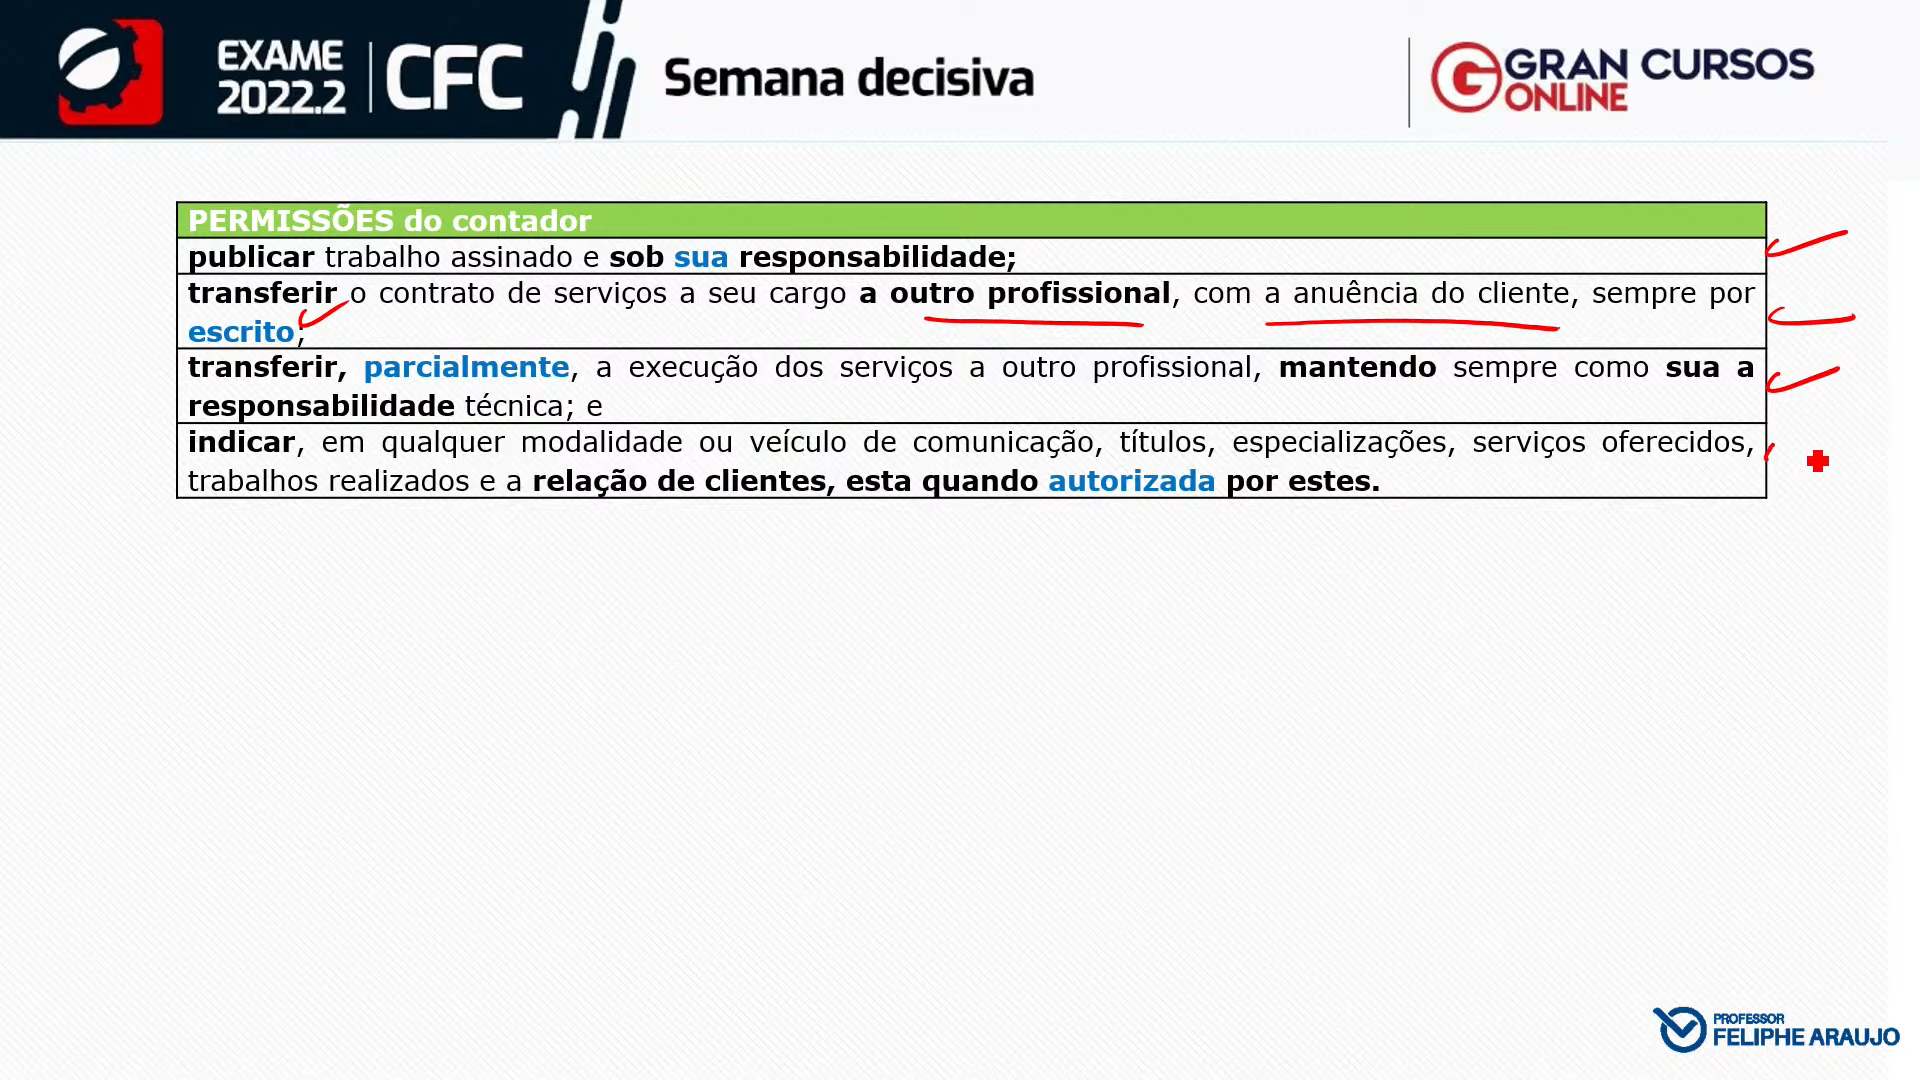 EXAME
2022.2
CFC
Semana decisiva
GRAN CURSOS
ONLINE
PERMISSÕES do contador
publicar trabalho assinado e sob sua responsabilidade;
transferir o contrato de serviços a seu cargo a outro profissional, com a anuência do cliente, sempre por
escrito;
transferir, parcialmente, a execução dos serviços a outro profissional, mantendo sempre como sua a
responsabilidade técnica; e
indicar, em qualquer modalidade ou veículo de comunicação, títulos, especializações, serviços oferecidos,
trabalhos realizados e a relação de clientes, esta quando autorizada por estes.
PROFESSOR
FELIPHE ARAUJO